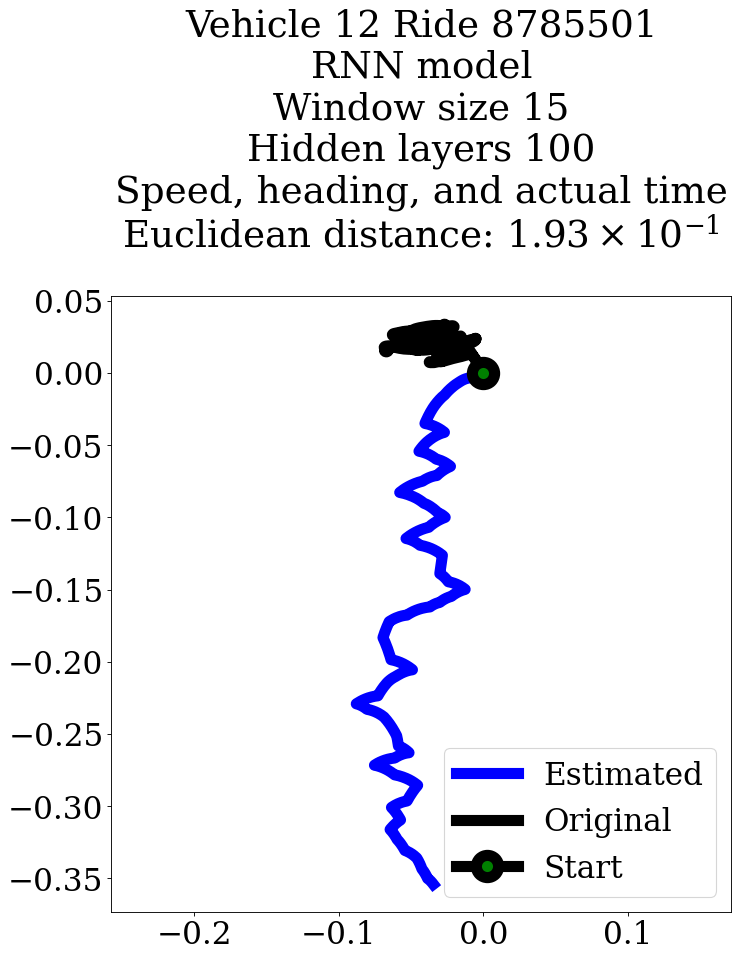 Vehicle 12 Ride 8785501
RNN model
Window size 15
Hidden layers 100
Speed, heading, and actual time
Euclidean distance: 1.93 × 10⁻¹
0.05
0.00
−0.05
−0.10
−0.15
−0.20
−0.25
−0.30
−0.35
Estimated
Original
Start
−0.2
−0.1
0.0
0.1